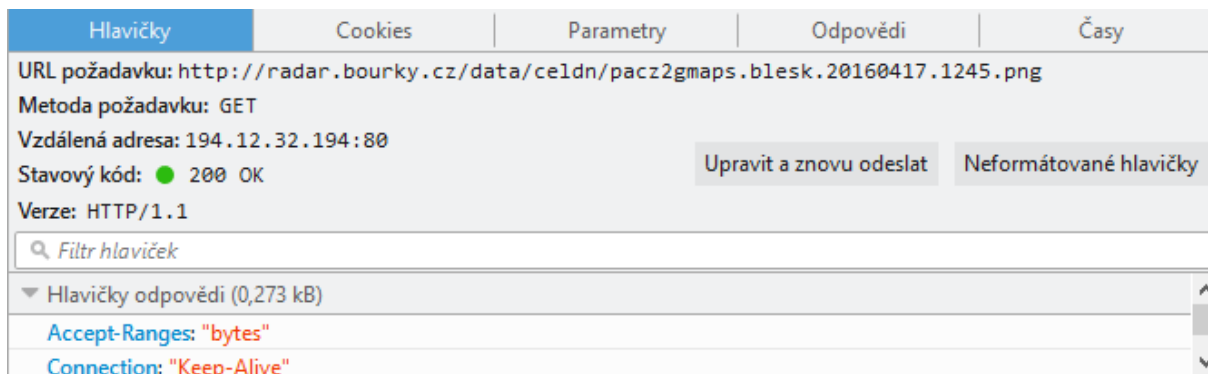 Hlavičky Cookies Parametry Odpovědi Časy
URL požadavku: http://radar.bourky.cz/data/celdn/pacz2gmaps.blesk.20160417.1245.png
Metoda požadavku: GET
Vzdálená adresa: 194.12.32.194:80
Stavový kód: 200 OK
Upravit a znovu odeslat Neformátované hlavičky
Verze: HTTP/1.1
Filtr hlaviček
Hlavičky odpovědi (0,273 kB)
Accept-Ranges: "bytes"
Connection: "Keep-Alive"